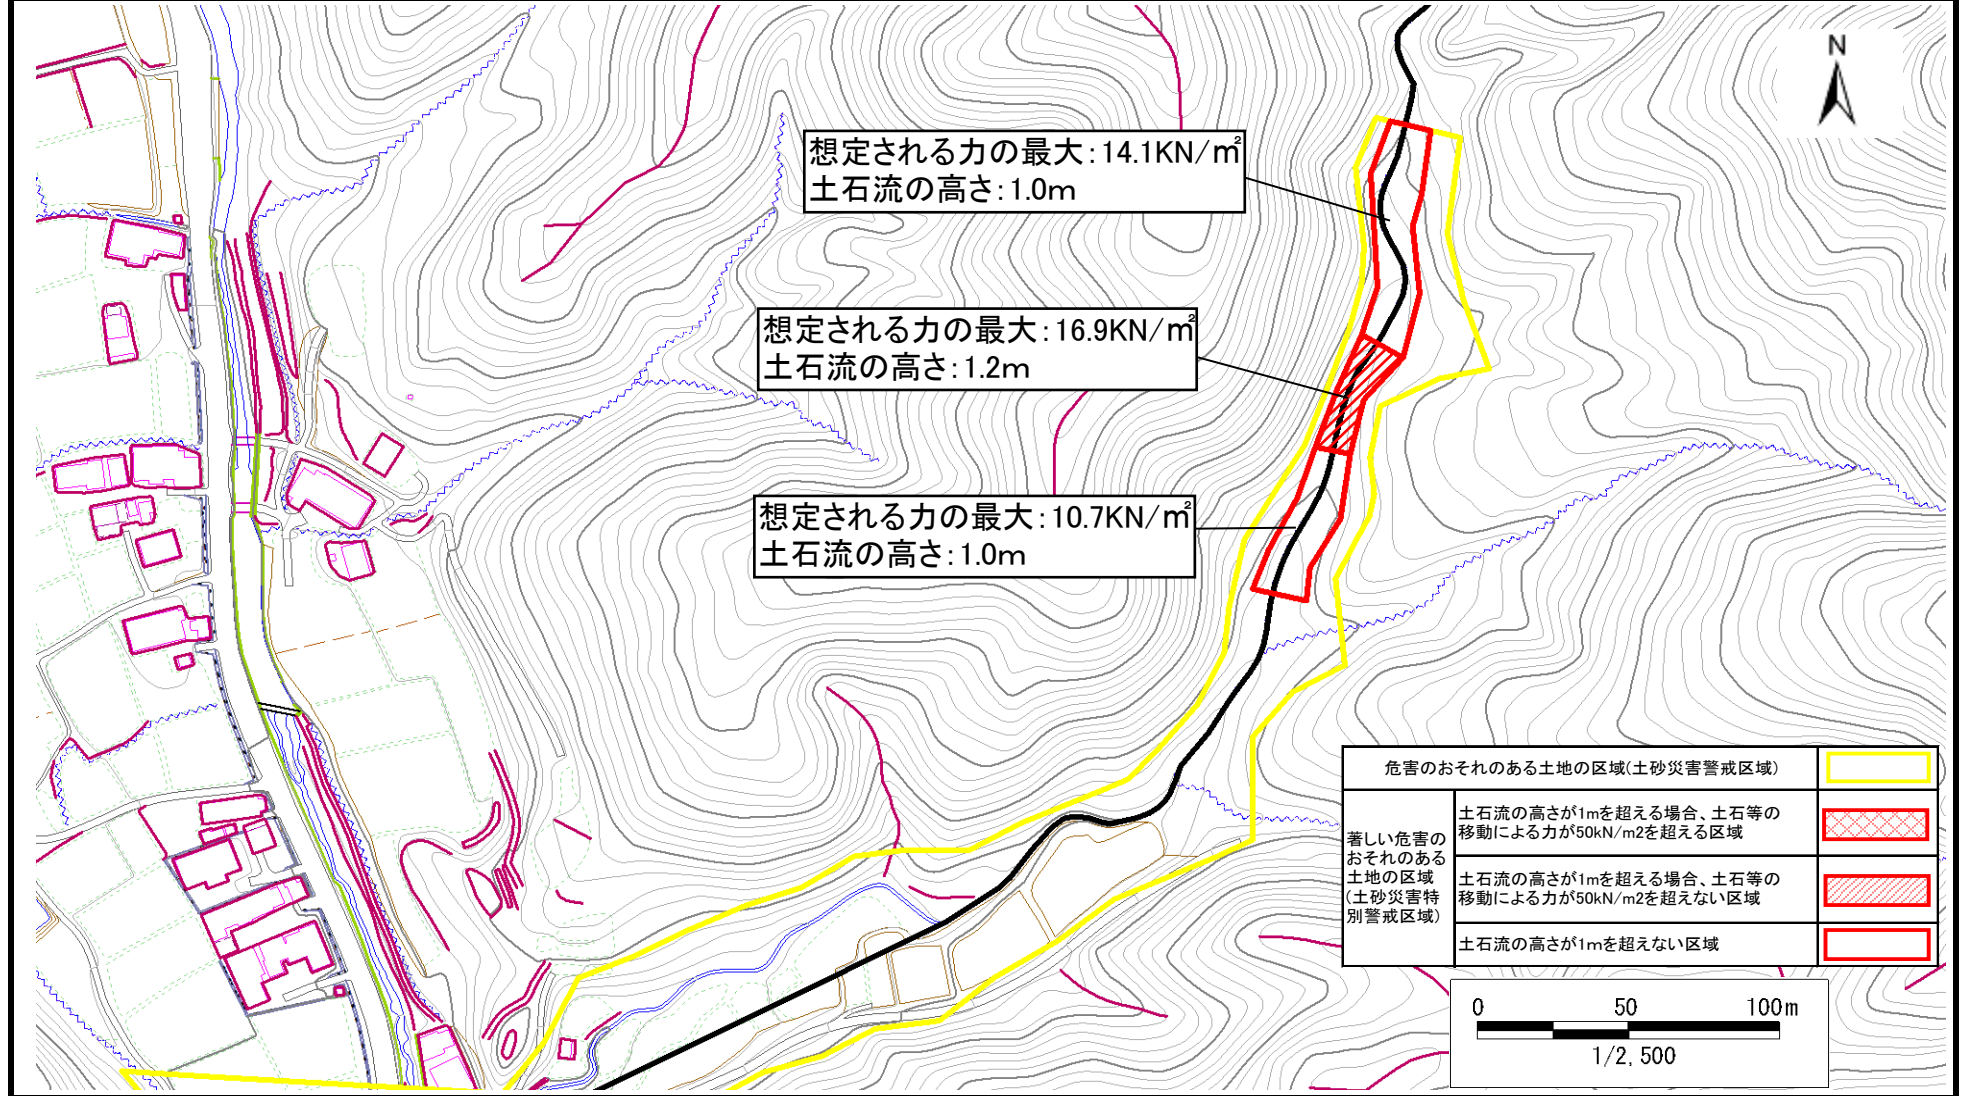 N
想定される力の最大：14.1KN/㎡
土石流の高さ：1.0m
想定される力の最大：16.9KN/㎡
土石流の高さ：1.2m
想定される力の最大：10.7KN/㎡
土石流の高さ：1.0m
危害のおそれのある土地の区域(土砂災害警戒区域)
著しい危害の
おそれのある
土地の区域
(土砂災害特
別警戒区域)
土石流の高さが1mを超える場合、土石等の
移動による力が50kN/m2を超える区域
土石流の高さが1mを超える場合、土石等の
移動による力が50kN/m2を超えない区域
土石流の高さが1mを超えない区域
0 50 100m
1/2,500